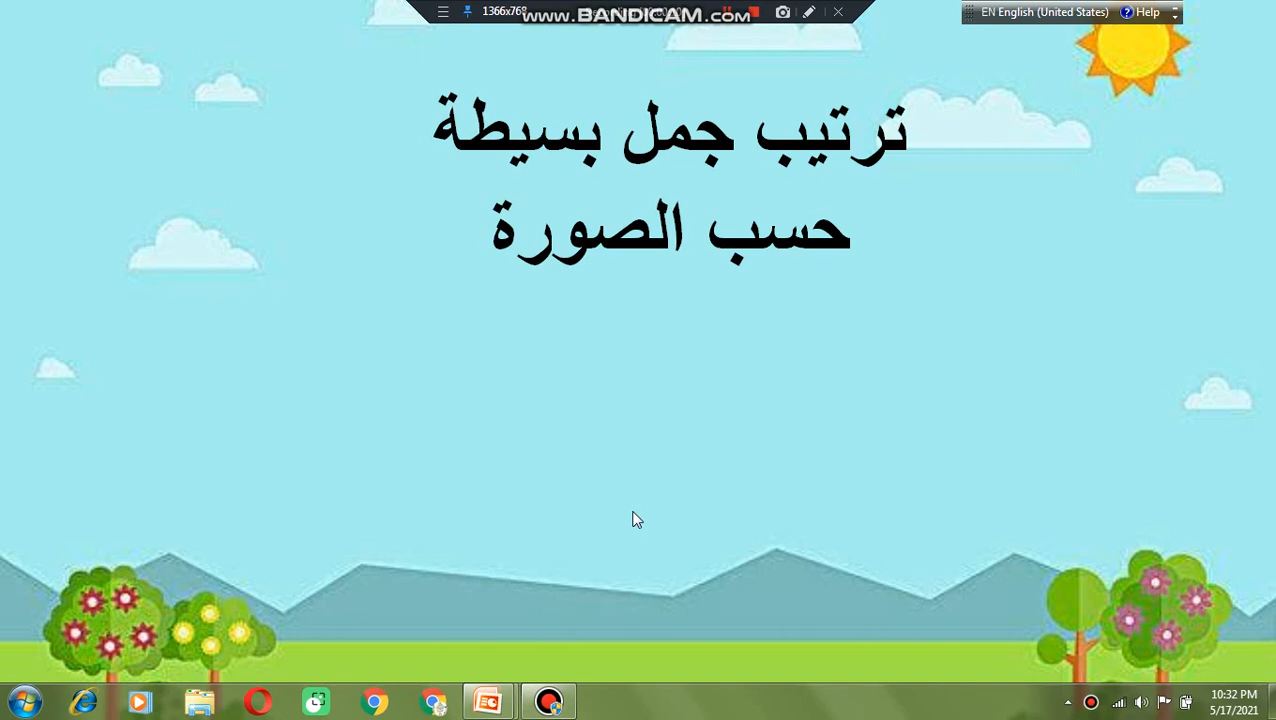 1366x768
www.BANDICAM.com
EN English (United States)
? Help
ترتيب جمل بسيطة
حسب الصورة
10:32 PM
5/17/2021